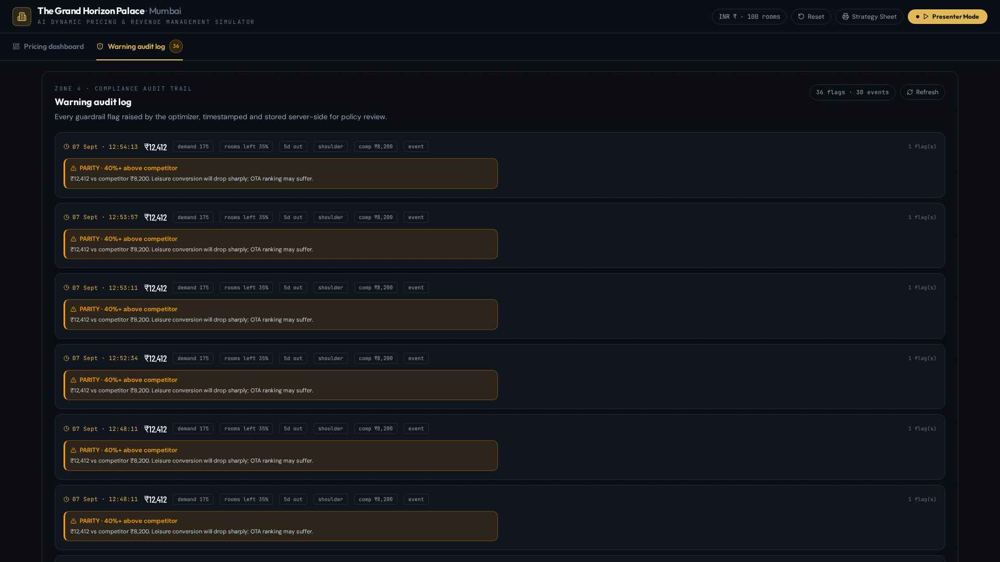 The Grand Horizon Palace · Mumbai
AI DYNAMIC PRICING & REVENUE MANAGEMENT SIMULATOR
INR ₹ · 100 rooms
Reset
Strategy Sheet
Presenter Mode
Pricing dashboard
Warning audit log 36
ZONE 4 · COMPLIANCE AUDIT TRAIL
Warning audit log
Every guardrail flag raised by the optimizer, timestamped and stored server-side for policy review.
36 flags · 30 events
Refresh
07 Sept · 12:54:13 ₹12,412 demand 175 rooms left 35% 5d out shoulder comp ₹8,200 event 1 flag(s)
PARITY · 40%+ above competitor
₹12,412 vs competitor ₹8,200. Leisure conversion will drop sharply; OTA ranking may suffer.
07 Sept · 12:53:57 ₹12,412 demand 175 rooms left 35% 5d out shoulder comp ₹8,200 event 1 flag(s)
PARITY · 40%+ above competitor
₹12,412 vs competitor ₹8,200. Leisure conversion will drop sharply; OTA ranking may suffer.
07 Sept · 12:53:11 ₹12,412 demand 175 rooms left 35% 5d out shoulder comp ₹8,200 event 1 flag(s)
PARITY · 40%+ above competitor
₹12,412 vs competitor ₹8,200. Leisure conversion will drop sharply; OTA ranking may suffer.
07 Sept · 12:52:34 ₹12,412 demand 175 rooms left 35% 5d out shoulder comp ₹8,200 event 1 flag(s)
PARITY · 40%+ above competitor
₹12,412 vs competitor ₹8,200. Leisure conversion will drop sharply; OTA ranking may suffer.
07 Sept · 12:48:11 ₹12,412 demand 175 rooms left 35% 5d out shoulder comp ₹8,200 event 1 flag(s)
PARITY · 40%+ above competitor
₹12,412 vs competitor ₹8,200. Leisure conversion will drop sharply; OTA ranking may suffer.
07 Sept · 12:48:11 ₹12,412 demand 175 rooms left 35% 5d out shoulder comp ₹8,200 event 1 flag(s)
PARITY · 40%+ above competitor
₹12,412 vs competitor ₹8,200. Leisure conversion will drop sharply; OTA ranking may suffer.